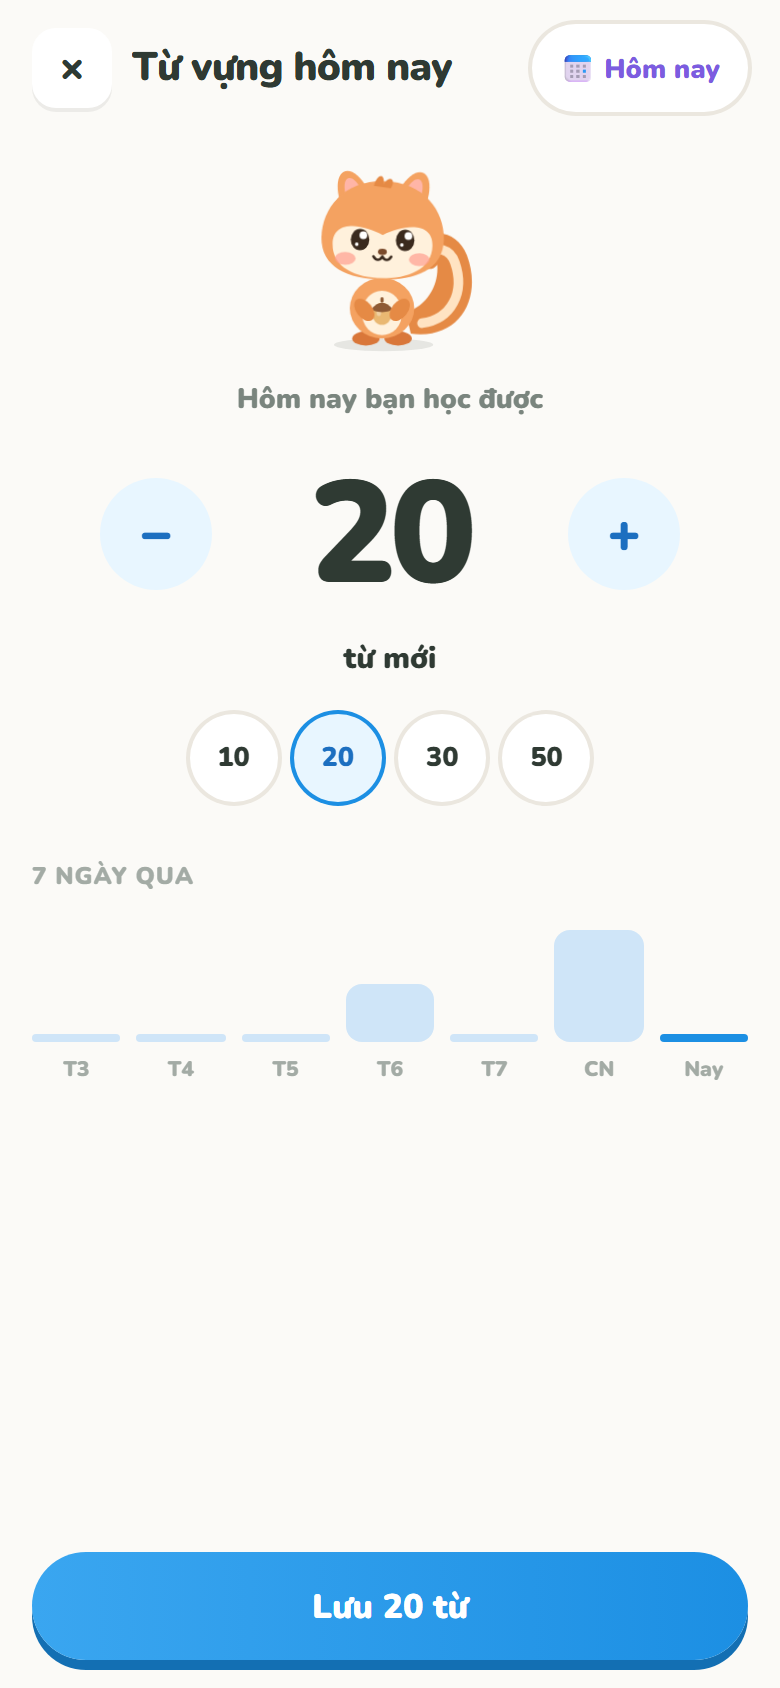 Từ vựng hôm nay
Hôm nay
Hôm nay bạn học được
− 20 +
từ mới
10 20 30 50
7 NGÀY QUA
T3 T4 T5 T6 T7 CN Nay
Lưu 20 từ